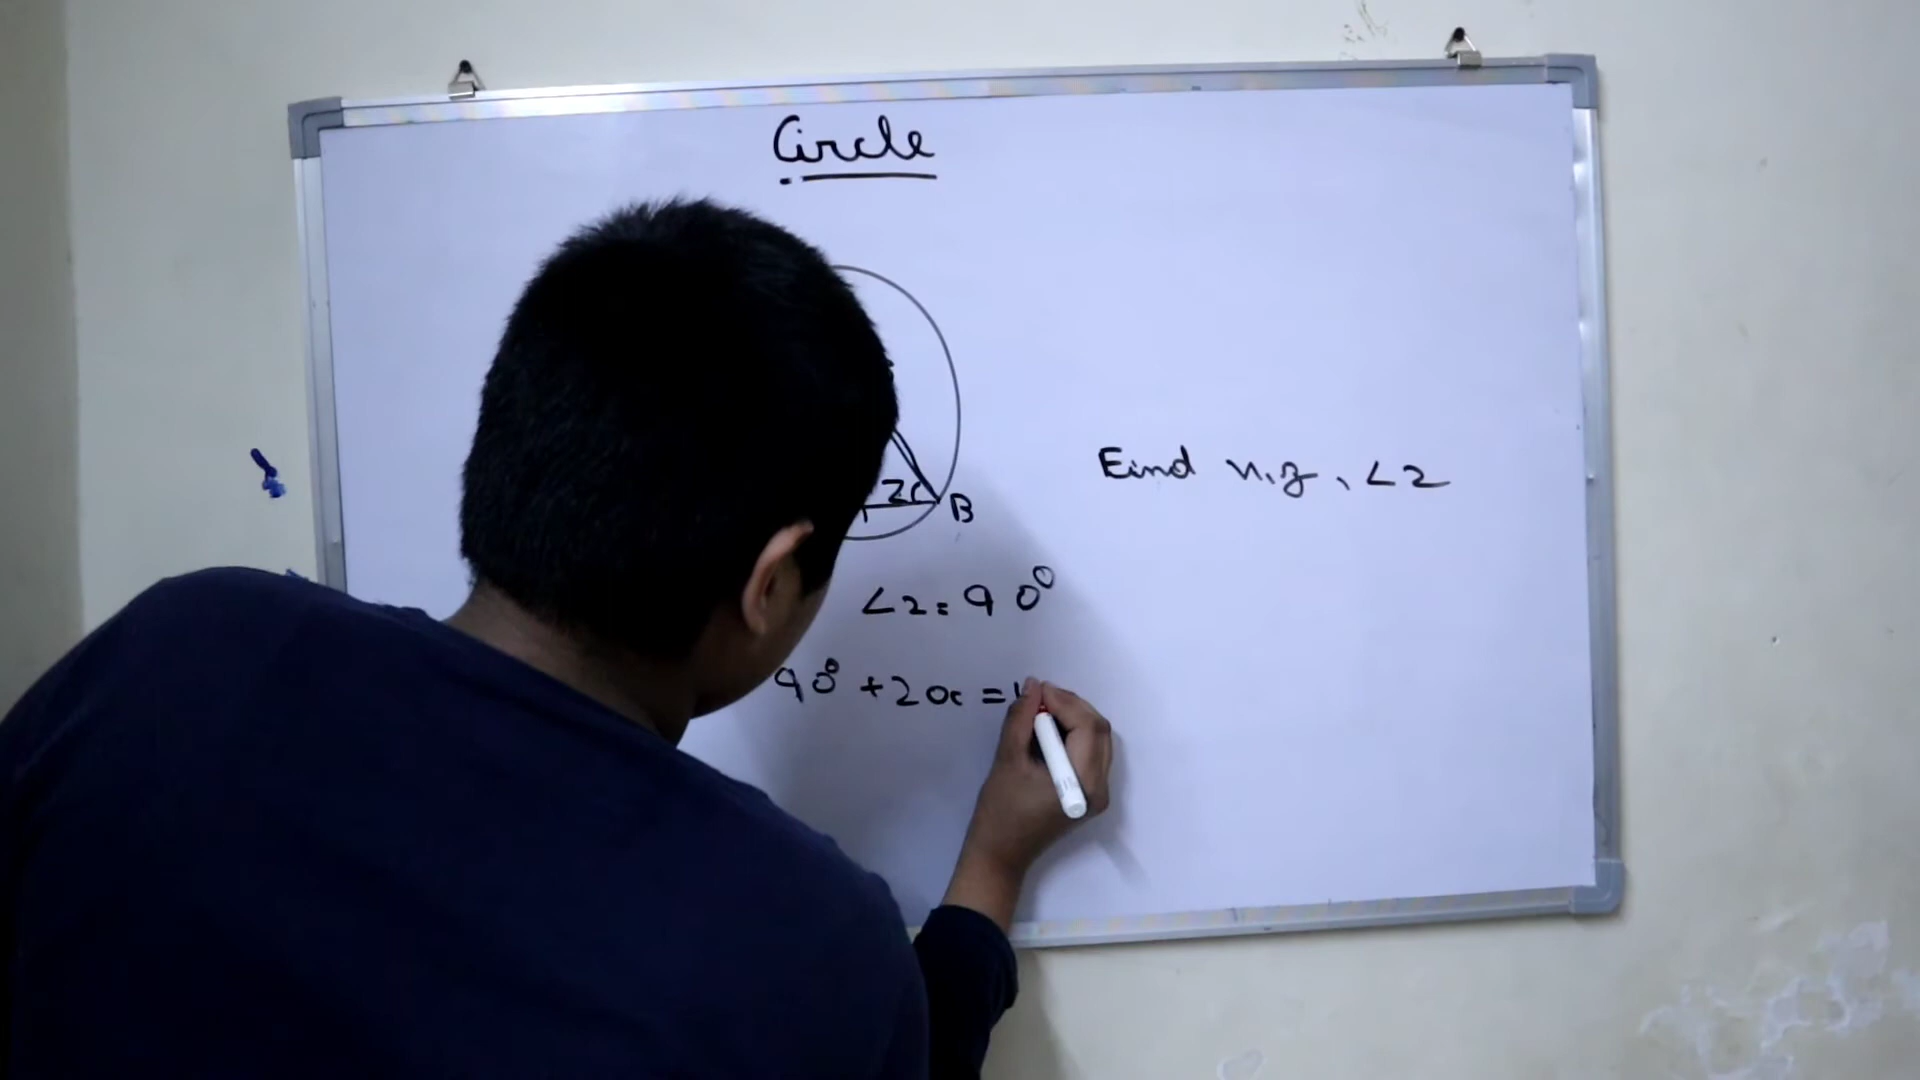 Circle
Find x, y, ∠2
2x
B
∠2 = 90°
90° + 2x =